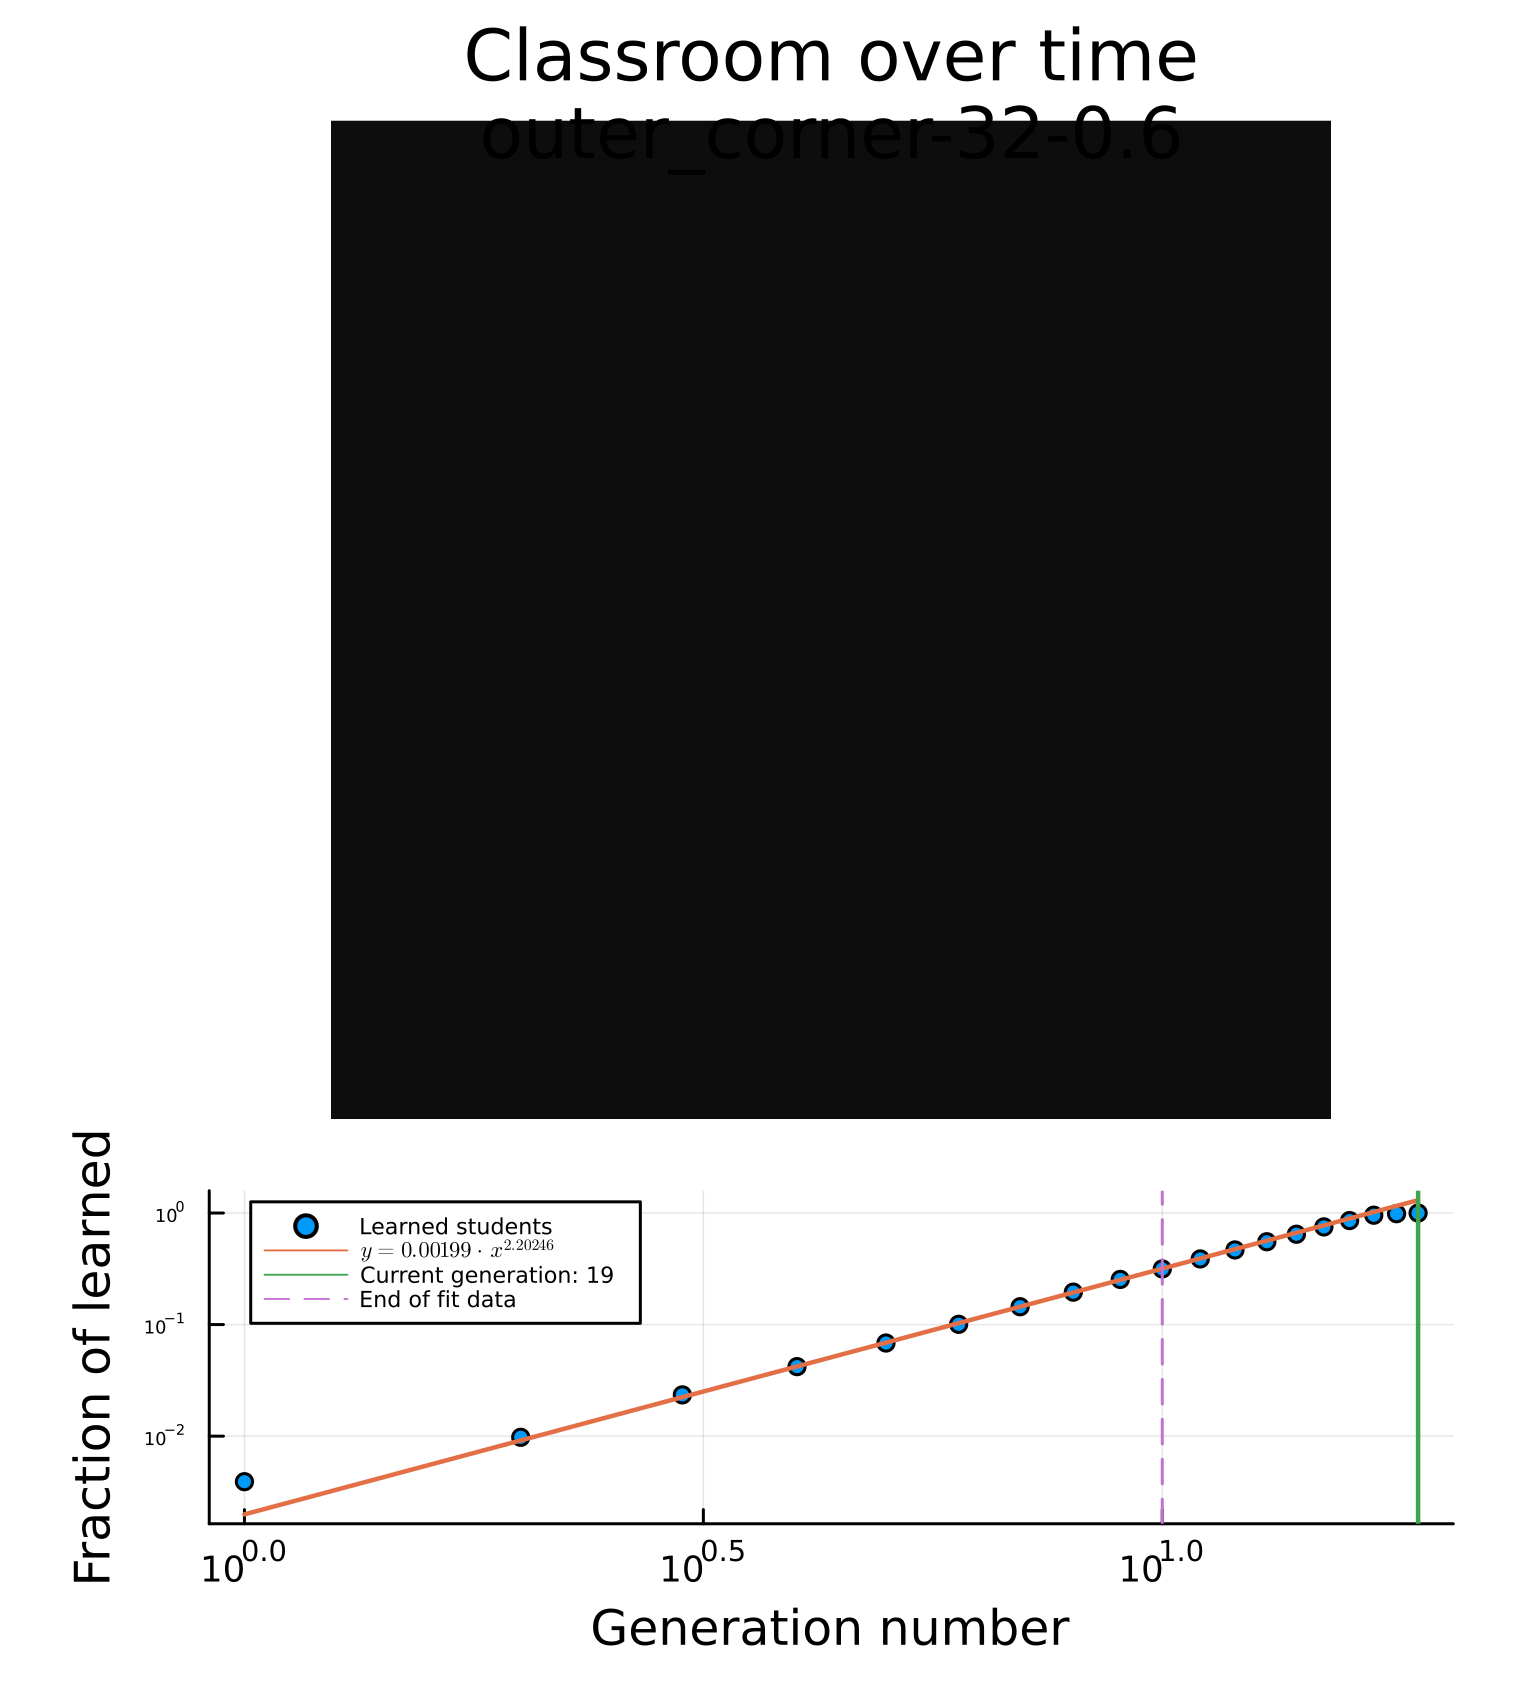 Classroom over time
outer_corner-32-0.6
Fraction of learned
10⁰
10⁻¹
10⁻²
Learned students
y = 0.00199 · x^2.20246
Current generation: 19
End of fit data
10^0.0
10^0.5
10^1.0
Generation number